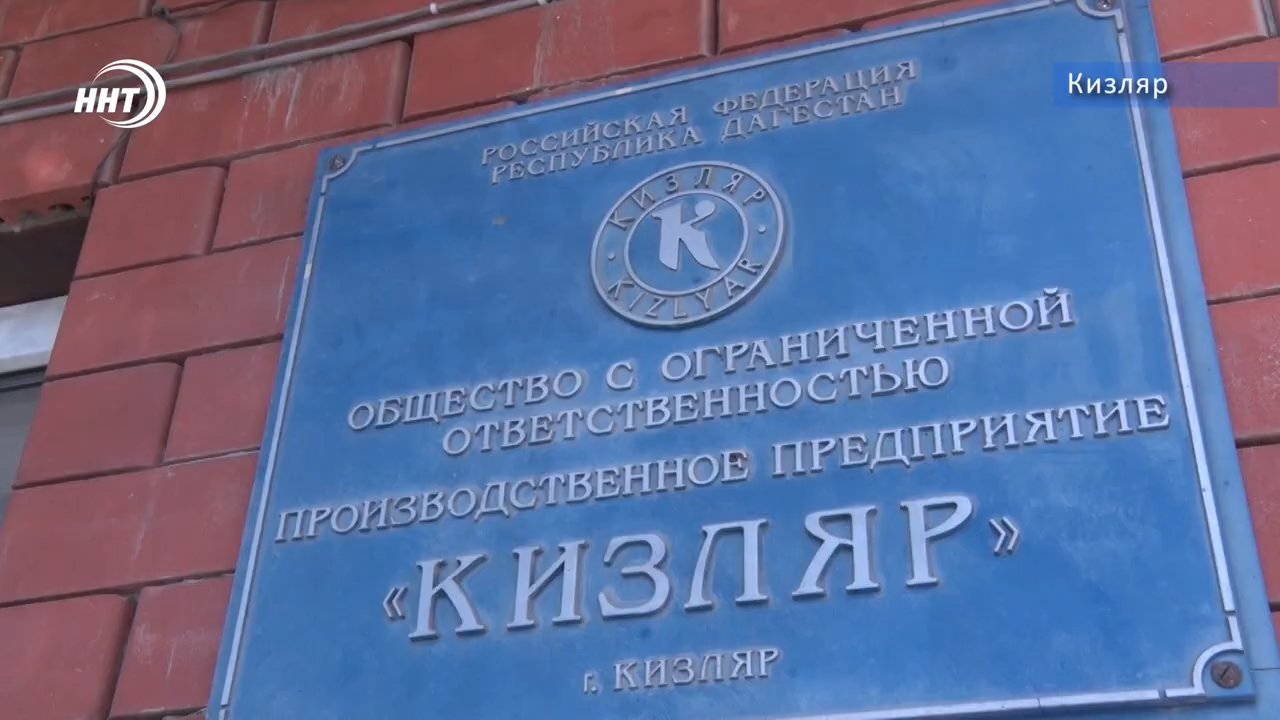 ННТ
Кизляр
РОССИЙСКАЯ ФЕДЕРАЦИЯ
РЕСПУБЛИКА ДАГЕСТАН
КИЗЛЯР
К
KIZLYAR
ОБЩЕСТВО С ОГРАНИЧЕННОЙ
ОТВЕТСТВЕННОСТЬЮ
ПРОИЗВОДСТВЕННОЕ ПРЕДПРИЯТИЕ
«КИЗЛЯР»
г. КИЗЛЯР